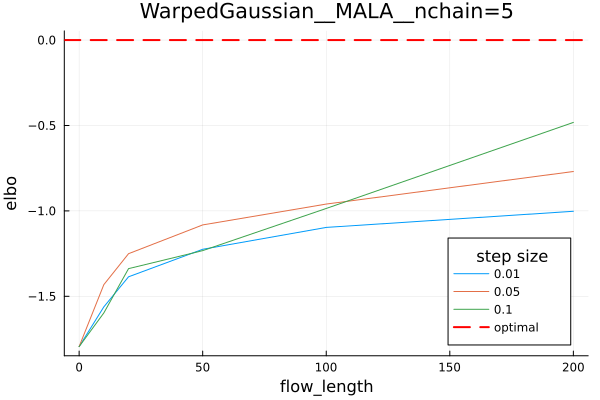 WarpedGaussian__MALA__nchain=5
elbo
0.0
−0.5
−1.0
−1.5
0
50
100
150
200
flow_length
step size
0.01
0.05
0.1
optimal